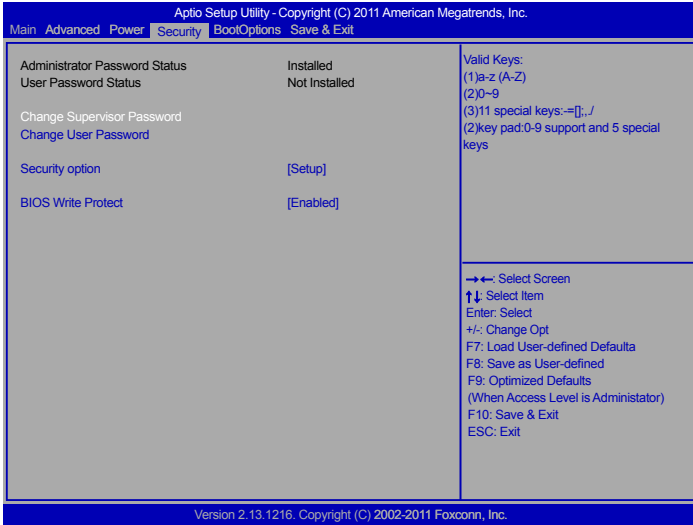 Aptio Setup Utility - Copyright (C) 2011 American Megatrends, Inc.
Main Advanced Power Security BootOptions Save & Exit
Administrator Password Status Installed
User Password Status Not Installed
Change Supervisor Password
Change User Password
Security option [Setup]
BIOS Write Protect [Enabled]
Valid Keys:
(1)a-z (A-Z)
(2)0~9
(3)11 special keys:-=[];,./
(2)key pad:0-9 support and 5 special
keys
→←: Select Screen
↑↓: Select Item
Enter: Select
+/-: Change Opt
F7: Load User-defined Defaulta
F8: Save as User-defined
F9: Optimized Defaults
(When Access Level is Administator)
F10: Save & Exit
ESC: Exit
Version 2.13.1216. Copyright (C) 2002-2011 Foxconn, Inc.